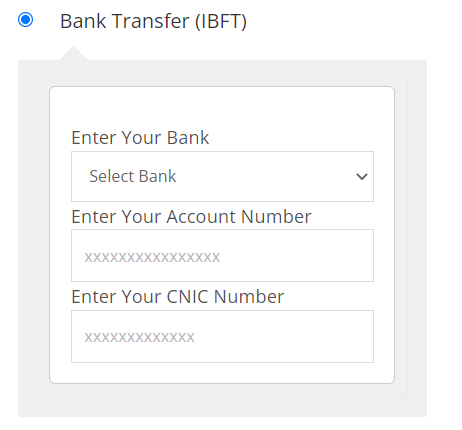 Bank Transfer (IBFT)
Enter Your Bank
Select Bank
Enter Your Account Number
xxxxxxxxxxxxxxxx
Enter Your CNIC Number
xxxxxxxxxxxxx